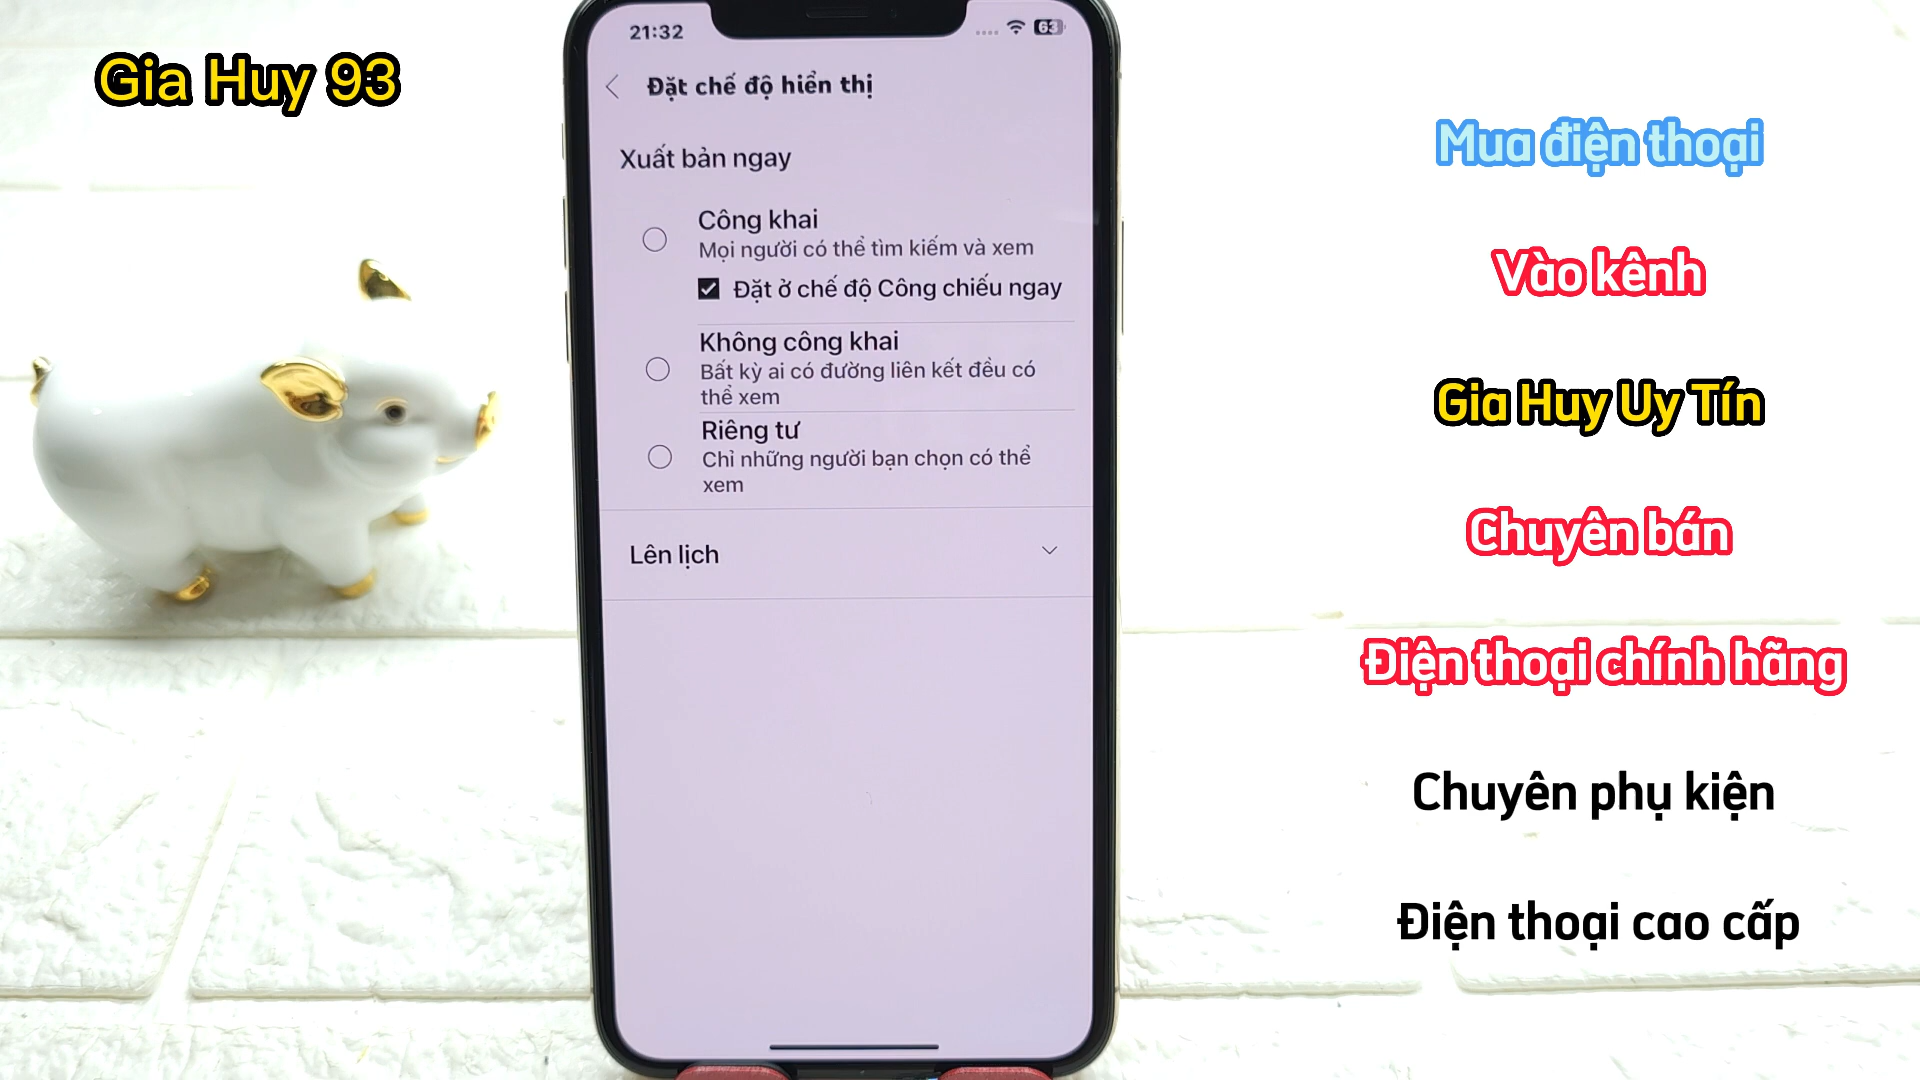 Gia Huy 93
21:32
63
Đặt chế độ hiển thị
Xuất bản ngay
Công khai
Mọi người có thể tìm kiếm và xem
Đặt ở chế độ Công chiếu ngay
Không công khai
Bất kỳ ai có đường liên kết đều có
thể xem
Riêng tư
Chỉ những người bạn chọn có thể
xem
Lên lịch
Mua điện thoại
Vào kênh
Gia Huy Uy Tín
Chuyên bán
Điện thoại chính hãng
Chuyên phụ kiện
Điện thoại cao cấp